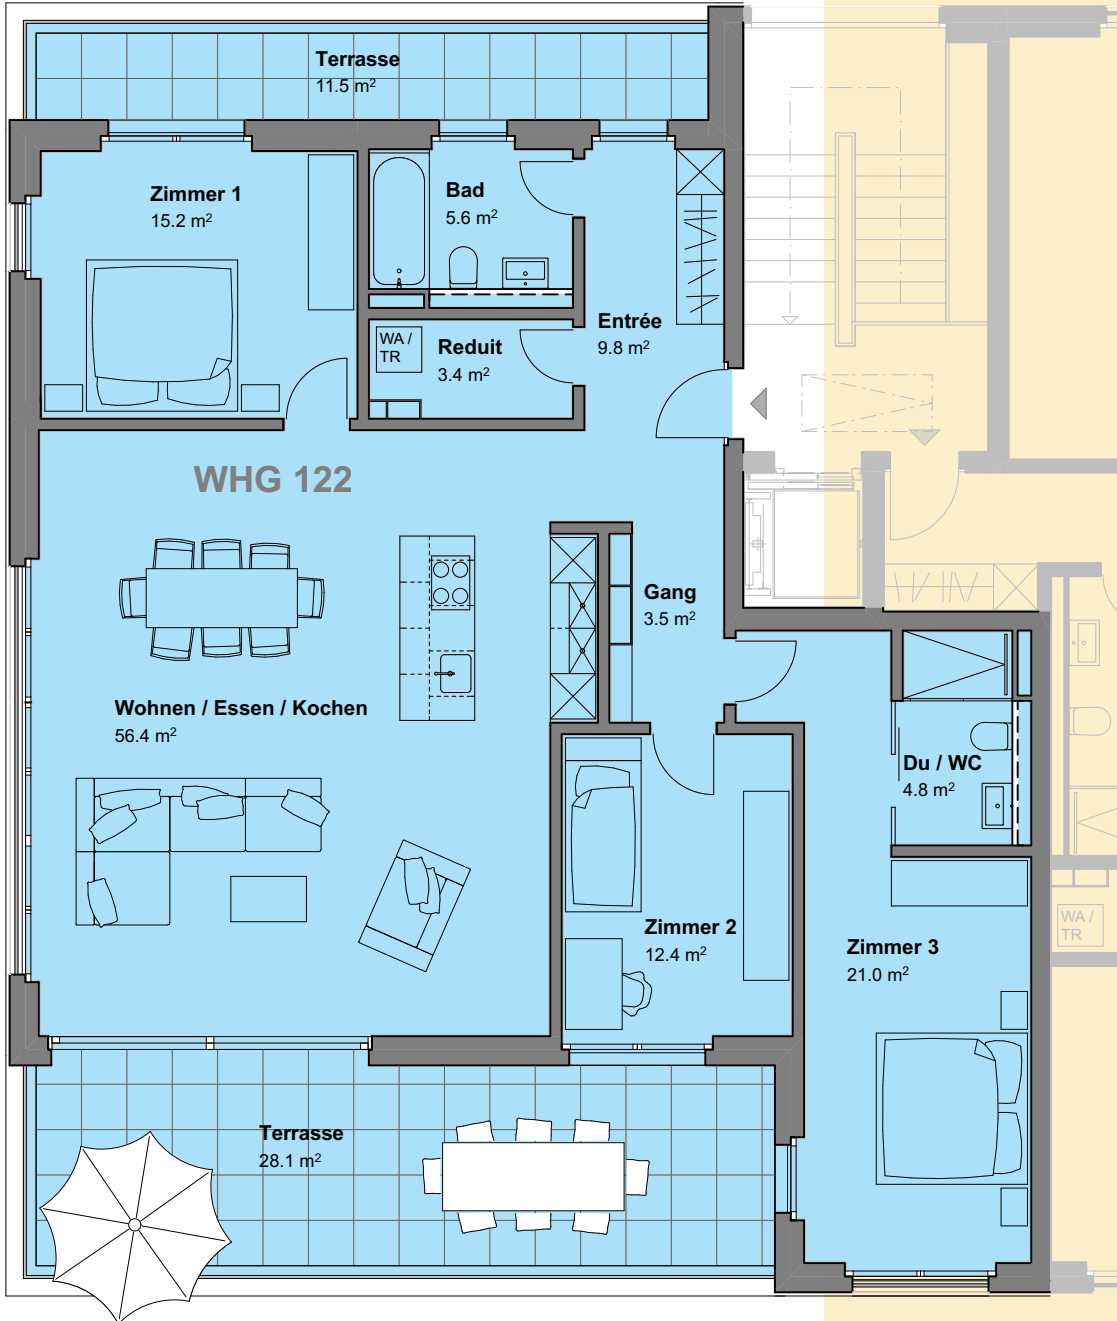 Terrasse
11.5 m²
Zimmer 1
15.2 m²
Bad
5.6 m²
Entrée
9.8 m²
WA /
TR
Reduit
3.4 m²
WHG 122
Gang
3.5 m²
Wohnen / Essen / Kochen
56.4 m²
Du / WC
4.8 m²
Zimmer 2
12.4 m²
Zimmer 3
21.0 m²
WA /
TR
Terrasse
28.1 m²